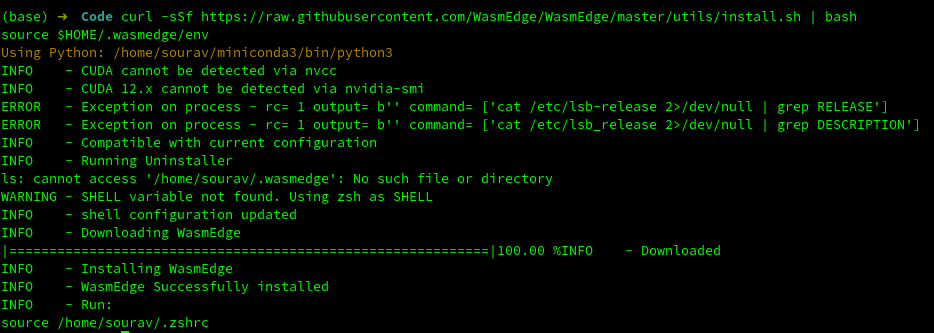 (base) → Code curl -sSf https://raw.githubusercontent.com/WasmEdge/WasmEdge/master/utils/install.sh | bash
source $HOME/.wasmedge/env
Using Python: /home/sourav/miniconda3/bin/python3
INFO    - CUDA cannot be detected via nvcc
INFO    - CUDA 12.x cannot be detected via nvidia-smi
ERROR   - Exception on process - rc= 1 output= b'' command= ['cat /etc/lsb-release 2>/dev/null | grep RELEASE']
ERROR   - Exception on process - rc= 1 output= b'' command= ['cat /etc/lsb_release 2>/dev/null | grep DESCRIPTION']
INFO    - Compatible with current configuration
INFO    - Running Uninstaller
ls: cannot access '/home/sourav/.wasmedge': No such file or directory
WARNING - SHELL variable not found. Using zsh as SHELL
INFO    - shell configuration updated
INFO    - Downloading WasmEdge
|============================================================|100.00 %INFO    - Downloaded
INFO    - Installing WasmEdge
INFO    - WasmEdge Successfully installed
INFO    - Run:
source /home/sourav/.zshrc